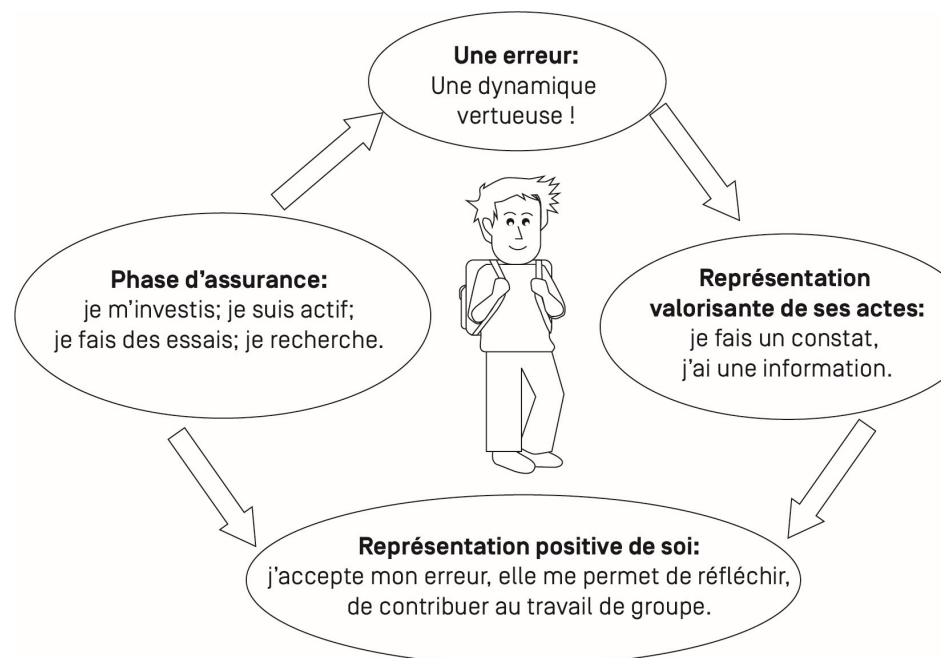 Une erreur:
Une dynamique
vertueuse !
Phase d'assurance:
je m'investis; je suis actif;
je fais des essais; je recherche.
Représentation
valorisante de ses actes:
je fais un constat,
j'ai une information.
Représentation positive de soi:
j'accepte mon erreur, elle me permet de réfléchir,
de contribuer au travail de groupe.